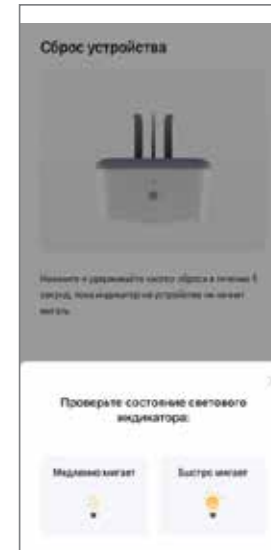 Сброс устройства
Нажмите и удерживайте кнопку сброса в течение 5
секунд, пока индикатор на устройстве не начнет
мигать.
Проверьте состояние светового
индикатора:
Медленно мигает
Быстро мигает